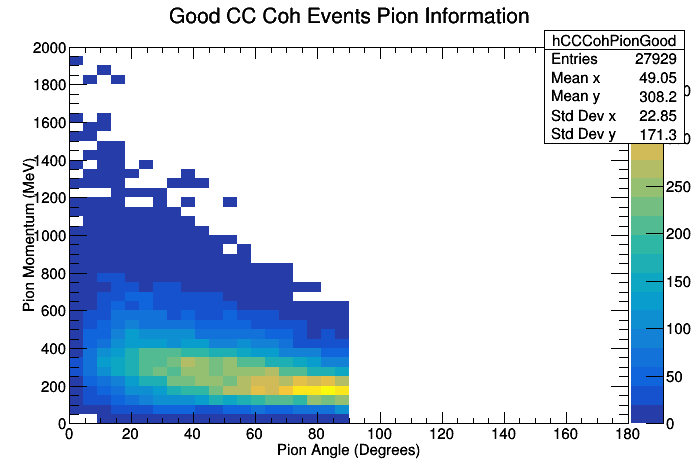 Good CC Coh Events Pion Information
hCCCohPionGood
Entries 27929
Mean x 49.05
Mean y 308.2
Std Dev x 22.85
Std Dev y 171.3
Pion Momentum (MeV)
2000
1800
1600
1400
1200
1000
800
600
400
200
0
0 20 40 60 80 100 120 140 160 180
Pion Angle (Degrees)
250
200
150
100
50
0